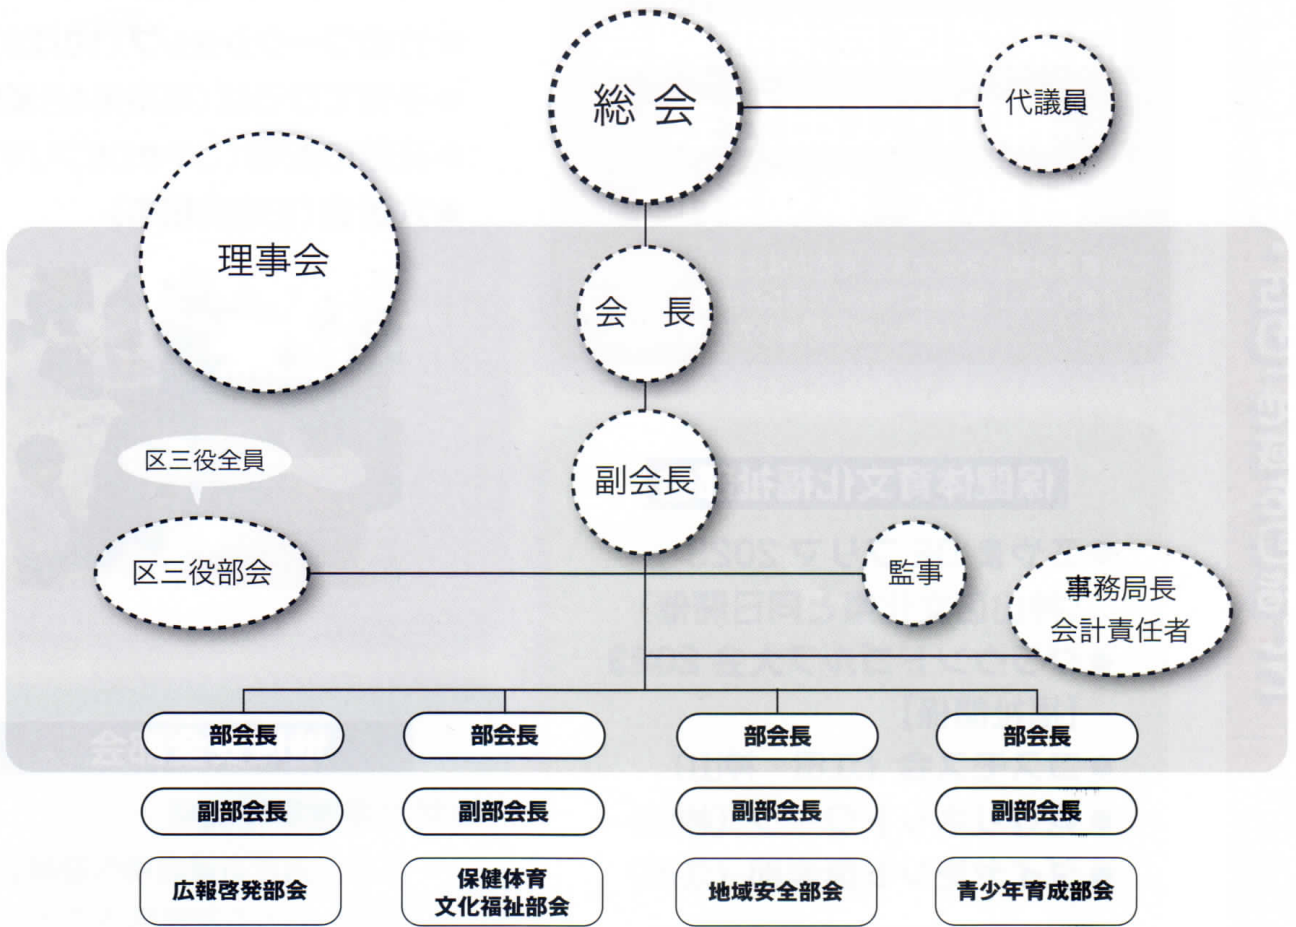 総会
代議員
理事会
会長
区三役全員
副会長
区三役部会
監事
事務局長
会計責任者
部会長
部会長
部会長
部会長
副部会長
副部会長
副部会長
副部会長
広報啓発部会
保健体育
文化福祉部会
地域安全部会
青少年育成部会